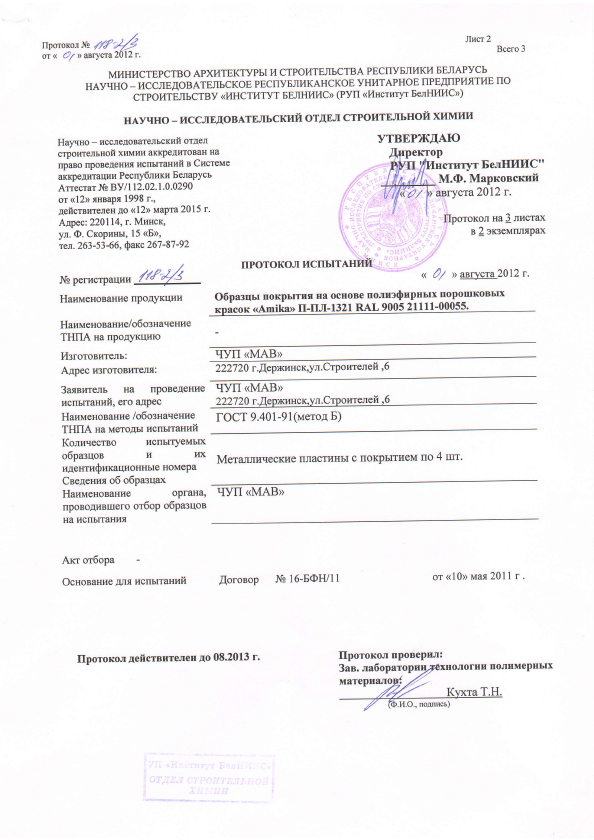 Протокол № 118-2/3
Лист 2
от « 01 » августа 2012 г.
Всего 3
МИНИСТЕРСТВО АРХИТЕКТУРЫ И СТРОИТЕЛЬСТВА РЕСПУБЛИКИ БЕЛАРУСЬ
НАУЧНО – ИССЛЕДОВАТЕЛЬСКОЕ РЕСПУБЛИКАНСКОЕ УНИТАРНОЕ ПРЕДПРИЯТИЕ ПО
СТРОИТЕЛЬСТВУ «ИНСТИТУТ БЕЛНИИС» (РУП «Институт БелНИИС»)
НАУЧНО – ИССЛЕДОВАТЕЛЬСКИЙ ОТДЕЛ СТРОИТЕЛЬНОЙ ХИМИИ
Научно – исследовательский отдел
строительной химии аккредитован на
право проведения испытаний в Системе
аккредитации Республики Беларусь
Аттестат № BY/112.02.1.0.0290
от «12» января 1998 г.,
действителен до «12» марта 2015 г.
Адрес: 220114, г. Минск,
ул. Ф. Скорины, 15 «Б»,
тел. 263-53-66, факс 267-87-92
УТВЕРЖДАЮ
Директор
РУП "Институт БелНИИС"
М.Ф. Марковский
« 01 » августа 2012 г.
Протокол на 3 листах
в 2 экземплярах
ПРОТОКОЛ ИСПЫТАНИЙ
№ регистрации 118-2/3
« 01 » августа 2012 г.
Наименование продукции
Образцы покрытия на основе полиэфирных порошковых
красок «Amika» П-ПЛ-1321 RAL 9005 21111-00055.
Наименование/обозначение
ТНПА на продукцию
-
Изготовитель:
ЧУП «МАВ»
Адрес изготовителя:
222720 г.Держинск,ул.Строителей ,6
Заявитель на проведение
испытаний, его адрес
ЧУП «МАВ»
222720 г.Держинск,ул.Строителей ,6
Наименование /обозначение
ТНПА на методы испытаний
ГОСТ 9.401-91(метод Б)
Количество испытуемых
образцов и их
идентификационные номера
Сведения об образцах
Металлические пластины с покрытием по 4 шт.
Наименование органа,
проводившего отбор образцов
на испытания
ЧУП «МАВ»
Акт отбора -
Основание для испытаний Договор № 16-БФН/11 от «10» мая 2011 г .
Протокол действителен до 08.2013 г.
Протокол проверил:
Зав. лаборатории технологии полимерных
материалов:
Кухта Т.Н.
(Ф.И.О., подпись)
УП «Институт БелНИИС»
ОТДЕЛ СТРОИТЕЛЬНОЙ
ХИМИИ